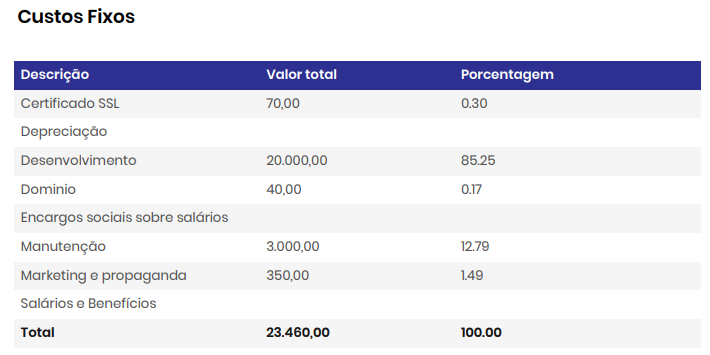 Custos Fixos
Descrição Valor total Porcentagem
Certificado SSL 70,00 0.30
Depreciação
Desenvolvimento 20.000,00 85.25
Dominio 40,00 0.17
Encargos sociais sobre salários
Manutenção 3.000,00 12.79
Marketing e propaganda 350,00 1.49
Salários e Benefícios
Total 23.460,00 100.00